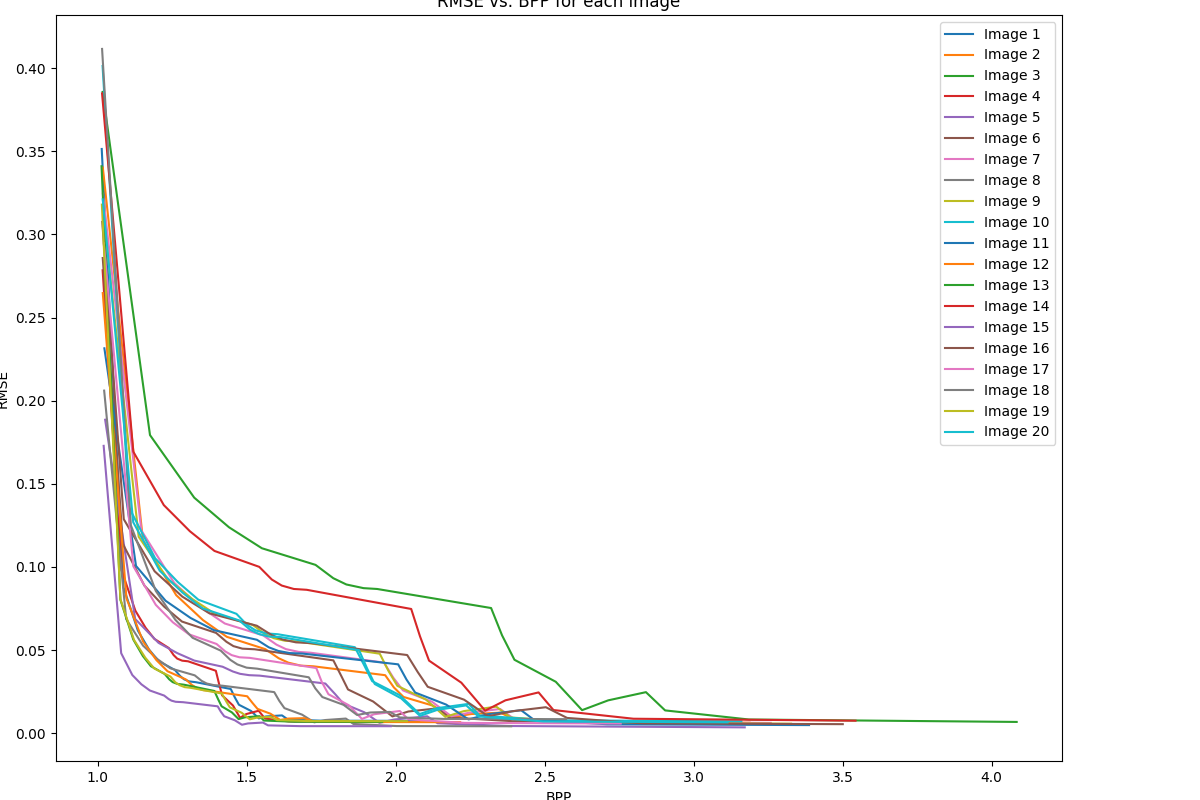 RMSE vs. BPP for each image
0.40
0.35
0.30
0.25
0.20
0.15
0.10
0.05
0.00
RMSE
1.0 1.5 2.0 2.5 3.0 3.5 4.0
BPP
Image 1
Image 2
Image 3
Image 4
Image 5
Image 6
Image 7
Image 8
Image 9
Image 10
Image 11
Image 12
Image 13
Image 14
Image 15
Image 16
Image 17
Image 18
Image 19
Image 20